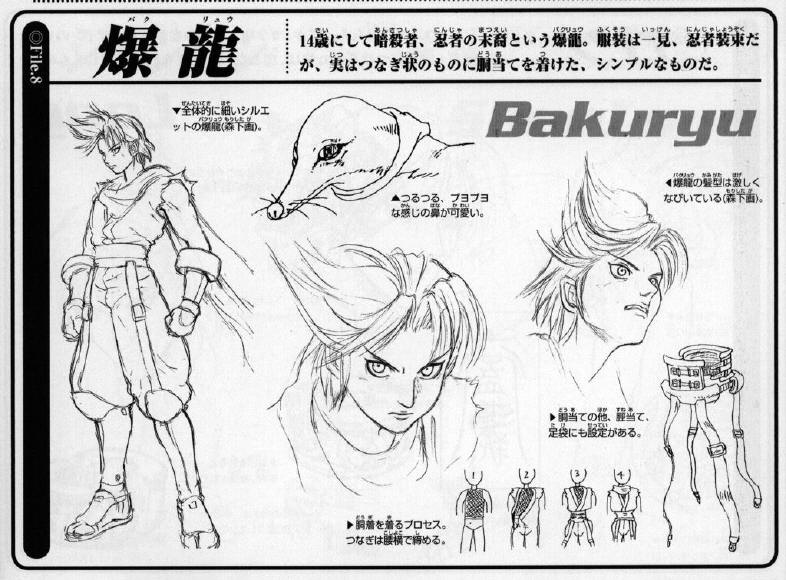 ◎File.8
バク リュウ
爆龍
14歳にして暗殺者、忍者の末裔という爆龍。服装は一見、忍者装束だ
が、実はつなぎ状のものに胴当てを着けた、シンプルなものだ。
Bakuryu
▼全体的に細いシルエ
ットの爆龍(森下画)。
▲つるつる、プヨプヨ
な感じの鼻が可愛い。
◀爆龍の髪型は激しく
なびいている(森下画)。
▶胴当ての他、脛当て、
足袋にも設定がある。
1 2 3 4
▶胴着を着るプロセス。
つなぎは腰横で締める。